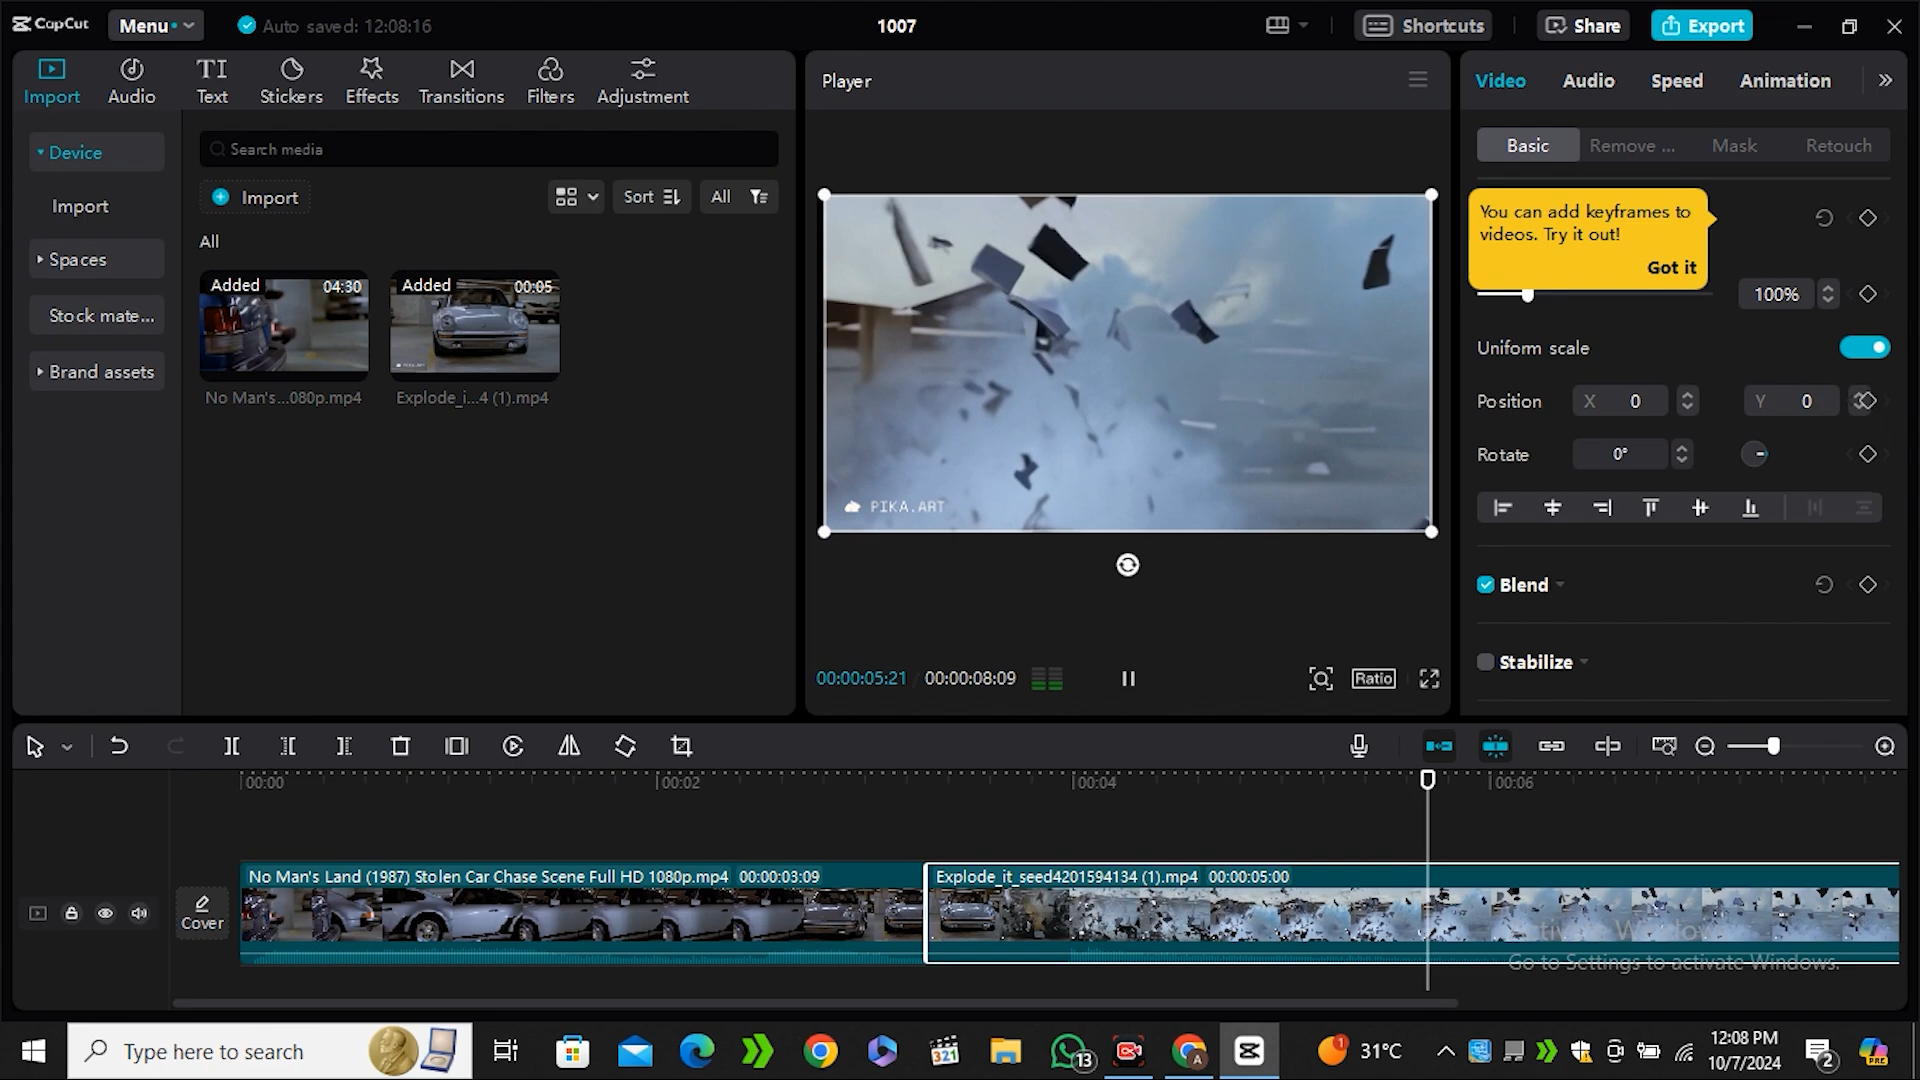 CapCut
Menu
Auto saved: 12:08:16
1007
Shortcuts
Share
Export
Import
Audio
Text
Stickers
Effects
Transitions
Filters
Adjustment
Player
Video
Audio
Speed
Animation
Device
Import
Spaces
Stock mate...
Brand assets
Search media
Import
Sort
All
All
Added
04:30
Added
00:05
No Man's...080p.mp4
Explode_i...4 (1).mp4
PIKA.ART
00:00:05:21
00:00:08:09
Ratio
Basic
Remove ...
Mask
Retouch
You can add keyframes to
videos. Try it out!
Got it
100%
Uniform scale
Position
X 0
Y 0
Rotate
0°
Blend
Stabilize
00:00
00:02
00:04
00:06
Cover
No Man's Land (1987) Stolen Car Chase Scene Full HD 1080p.mp4 00:00:03:09
Explode_it_seed4201594134 (1).mp4 00:00:05:00
Activate Windows
Go to Settings to activate Windows.
Type here to search
321
13
A
1
31°C
12:08 PM
10/7/2024
2
PRE